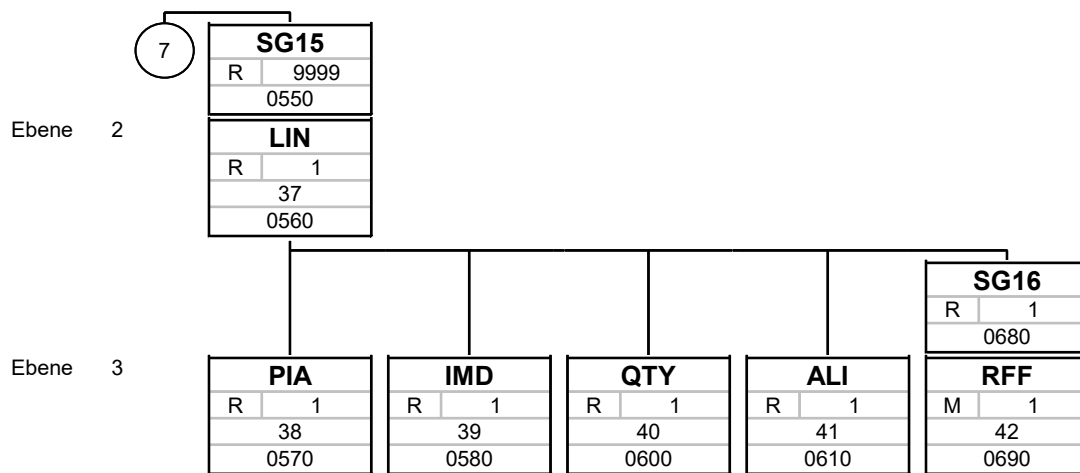 7
SG15
R 9999
0550
Ebene 2
LIN
R 1
37
0560
SG16
R 1
0680
Ebene 3
PIA IMD QTY ALI RFF
R 1 R 1 R 1 R 1 M 1
38 39 40 41 42
0570 0580 0600 0610 0690